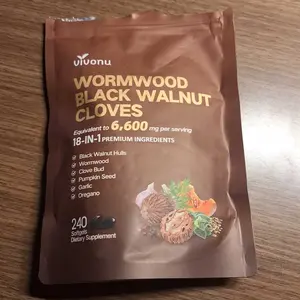 vivonu
WORMWOOD
BLACK WALNUT
CLOVES
Equivalent to 6,600 mg per serving
18-IN-1 PREMIUM INGREDIENTS
Black Walnut Hulls
Wormwood
Clove Bud
Pumpkin Seed
Garlic
Oregano
240
Softgels
Dietary Supplement